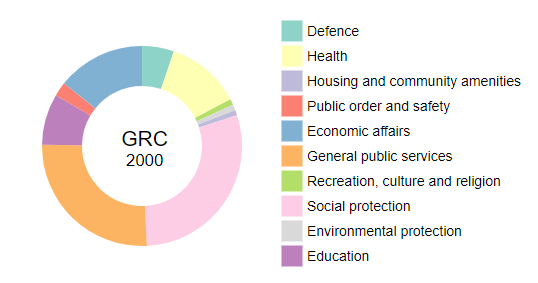 GRC
2000
Defence
Health
Housing and community amenities
Public order and safety
Economic affairs
General public services
Recreation, culture and religion
Social protection
Environmental protection
Education